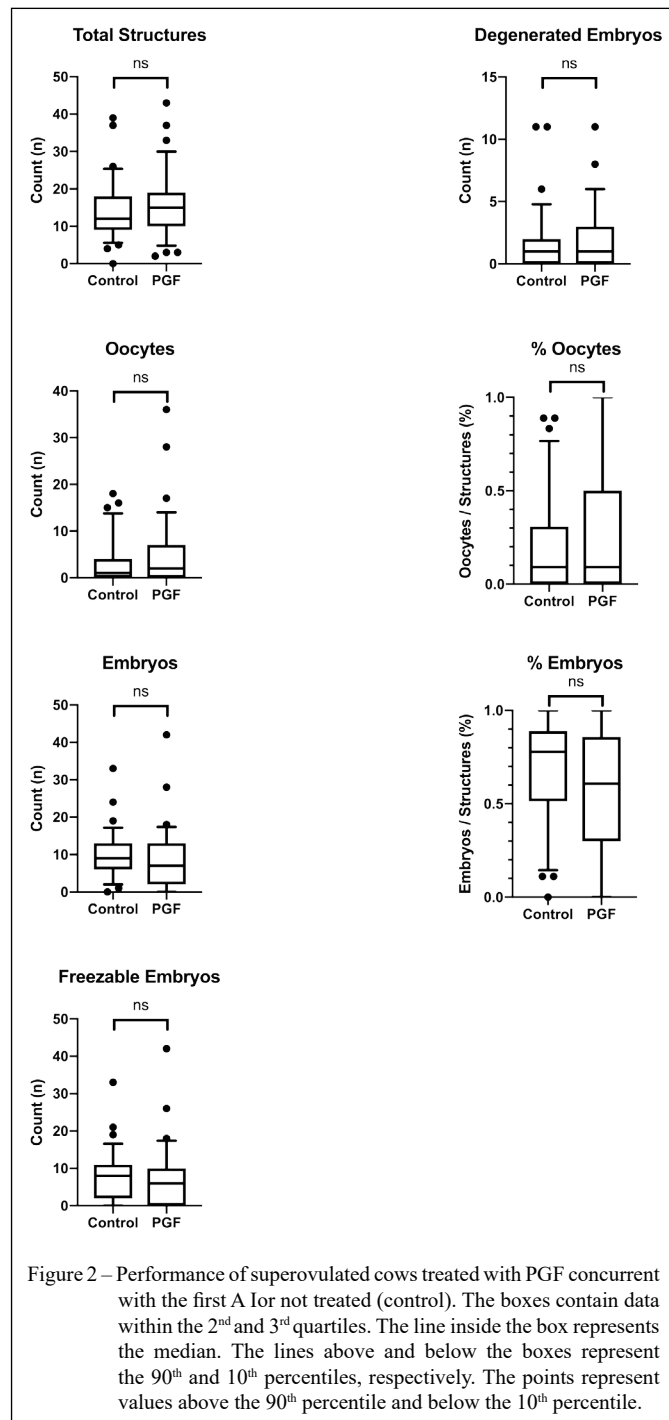 Total Structures
ns
Count (n)
50
40
30
20
10
0
Control PGF
Degenerated Embryos
ns
Count (n)
15
10
5
0
Control PGF
Oocytes
ns
Count (n)
40
30
20
10
0
Control PGF
% Oocytes
ns
Oocytes / Structures (%)
1.0
0.5
0.0
Control PGF
Embryos
ns
Count (n)
50
40
30
20
10
0
Control PGF
% Embryos
ns
Embryos / Structures (%)
1.0
0.5
0.0
Control PGF
Freezable Embryos
ns
Count (n)
50
40
30
20
10
0
Control PGF
Figure 2 – Performance of superovulated cows treated with PGF concurrent
with the first A Ior not treated (control). The boxes contain data
within the 2nd and 3rd quartiles. The line inside the box represents
the median. The lines above and below the boxes represent
the 90th and 10th percentiles, respectively. The points represent
values above the 90th percentile and below the 10th percentile.